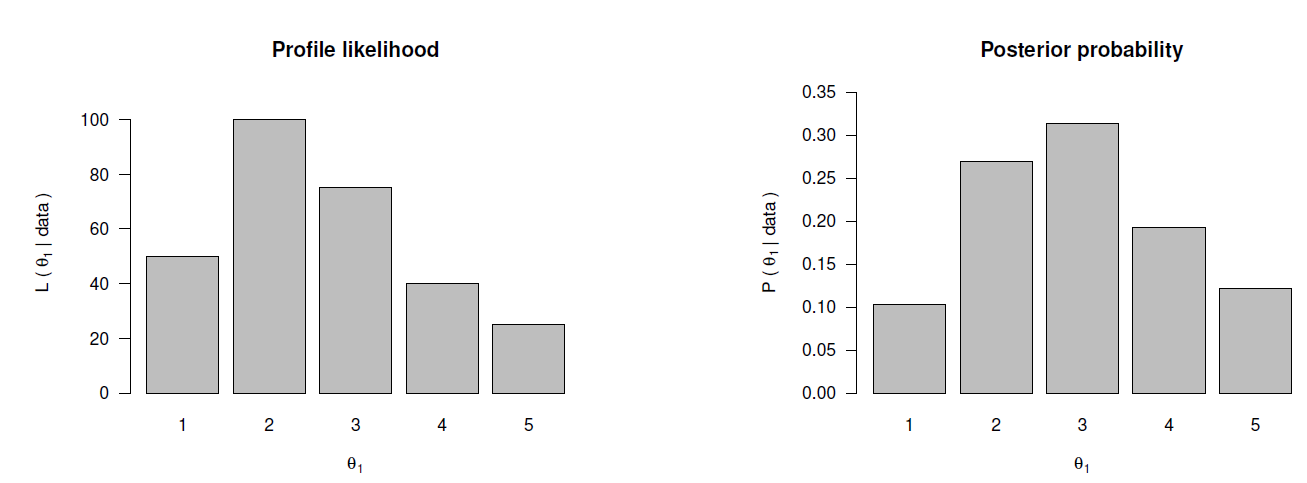 Profile likelihood
L ( θ1 | data )
100
80
60
40
20
0
1 2 3 4 5
θ1
Posterior probability
P ( θ1 | data )
0.35
0.30
0.25
0.20
0.15
0.10
0.05
0.00
1 2 3 4 5
θ1